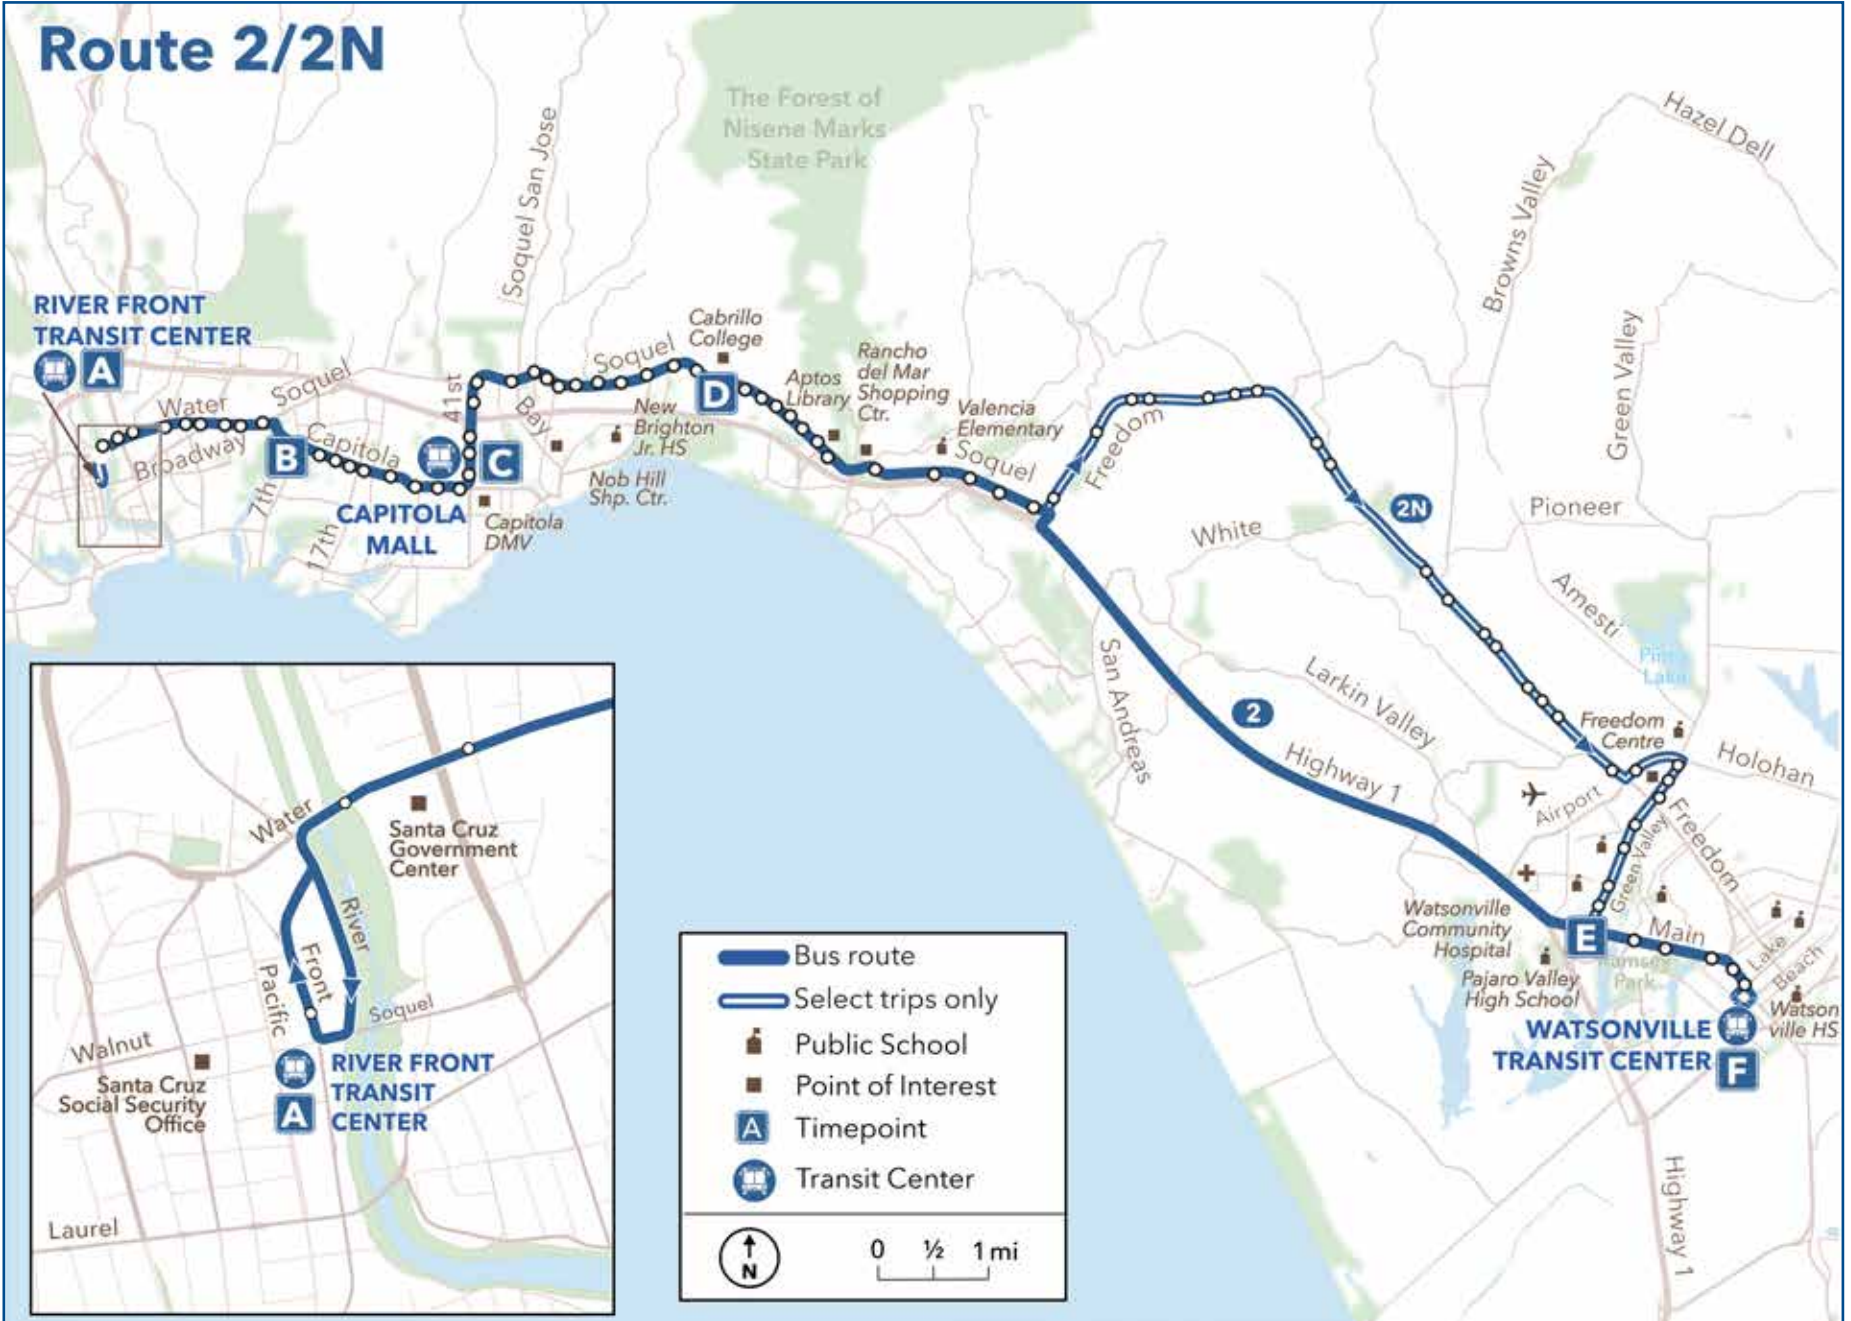 Route 2/2N
The Forest of
Nisene Marks
State Park
Hazel Dell
Browns Valley
Green Valley
Soquel San Jose
RIVER FRONT
TRANSIT CENTER
A
Water
Soquel
Broadway
B
Capitola
7th
17th
41st
C
CAPITOLA
MALL
Capitola
DMV
Bay
Soquel
Cabrillo
College
D
New
Brighton
Jr. HS
Nob Hill
Shp. Ctr.
Aptos
Library
Rancho
del Mar
Shopping
Ctr.
Valencia
Elementary
Soquel
Freedom
2N
White
Pioneer
Amesti
Pinto
Lake
San Andreas
Larkin Valley
2
Highway 1
Freedom
Centre
Holohan
Airport
Freedom
Green Valley
Watsonville
Community
Hospital
Pajaro Valley
High School
E
Main
Ramsey
Park
Lake
Beach
Watson
ville HS
WATSONVILLE
TRANSIT CENTER
F
Highway 1
Water
Santa Cruz
Government
Center
River
Front
Pacific
Soquel
Walnut
Santa Cruz
Social Security
Office
RIVER FRONT
TRANSIT
CENTER
A
Laurel
Bus route
Select trips only
Public School
Point of Interest
A Timepoint
Transit Center
N
0 ½ 1 mi